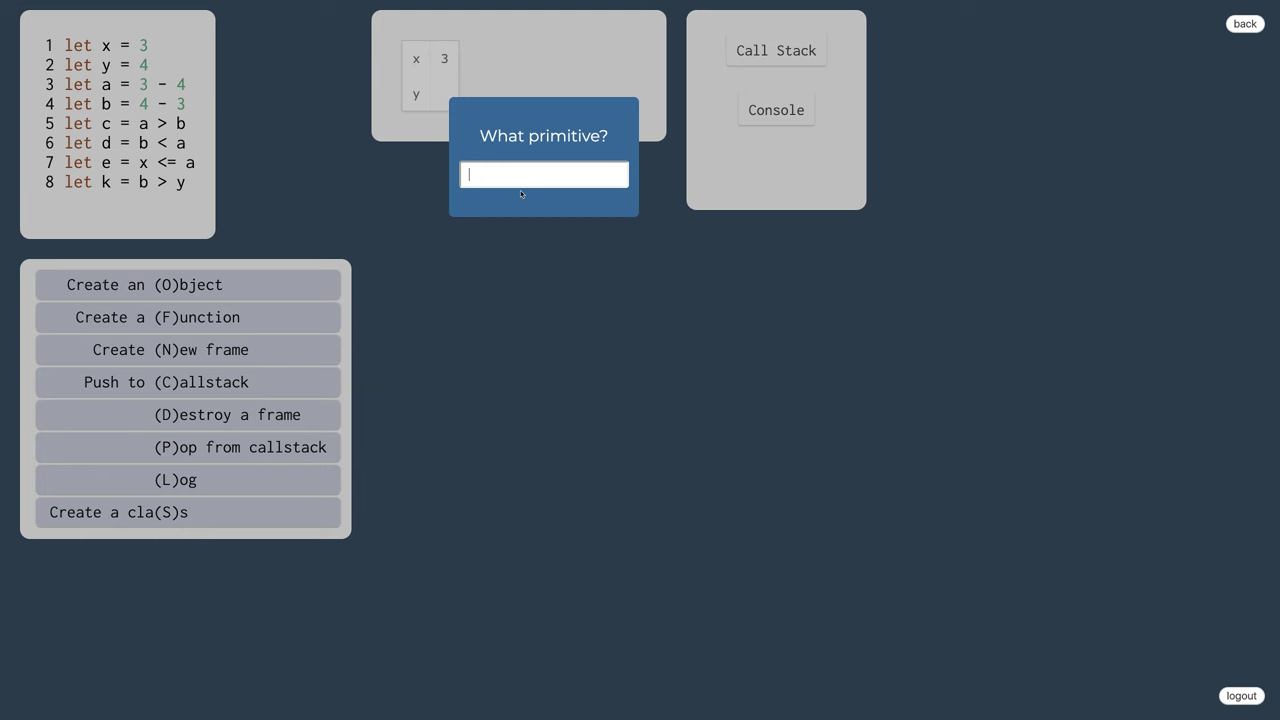 1 let x = 3
2 let y = 4
3 let a = 3 - 4
4 let b = 4 - 3
5 let c = a > b
6 let d = b < a
7 let e = x <= a
8 let k = b > y
x 3
y
What primitive?
Call Stack
Console
back
Create an (O)bject
Create a (F)unction
Create (N)ew frame
Push to (C)allstack
(D)estroy a frame
(P)op from callstack
(L)og
Create a cla(S)s
logout